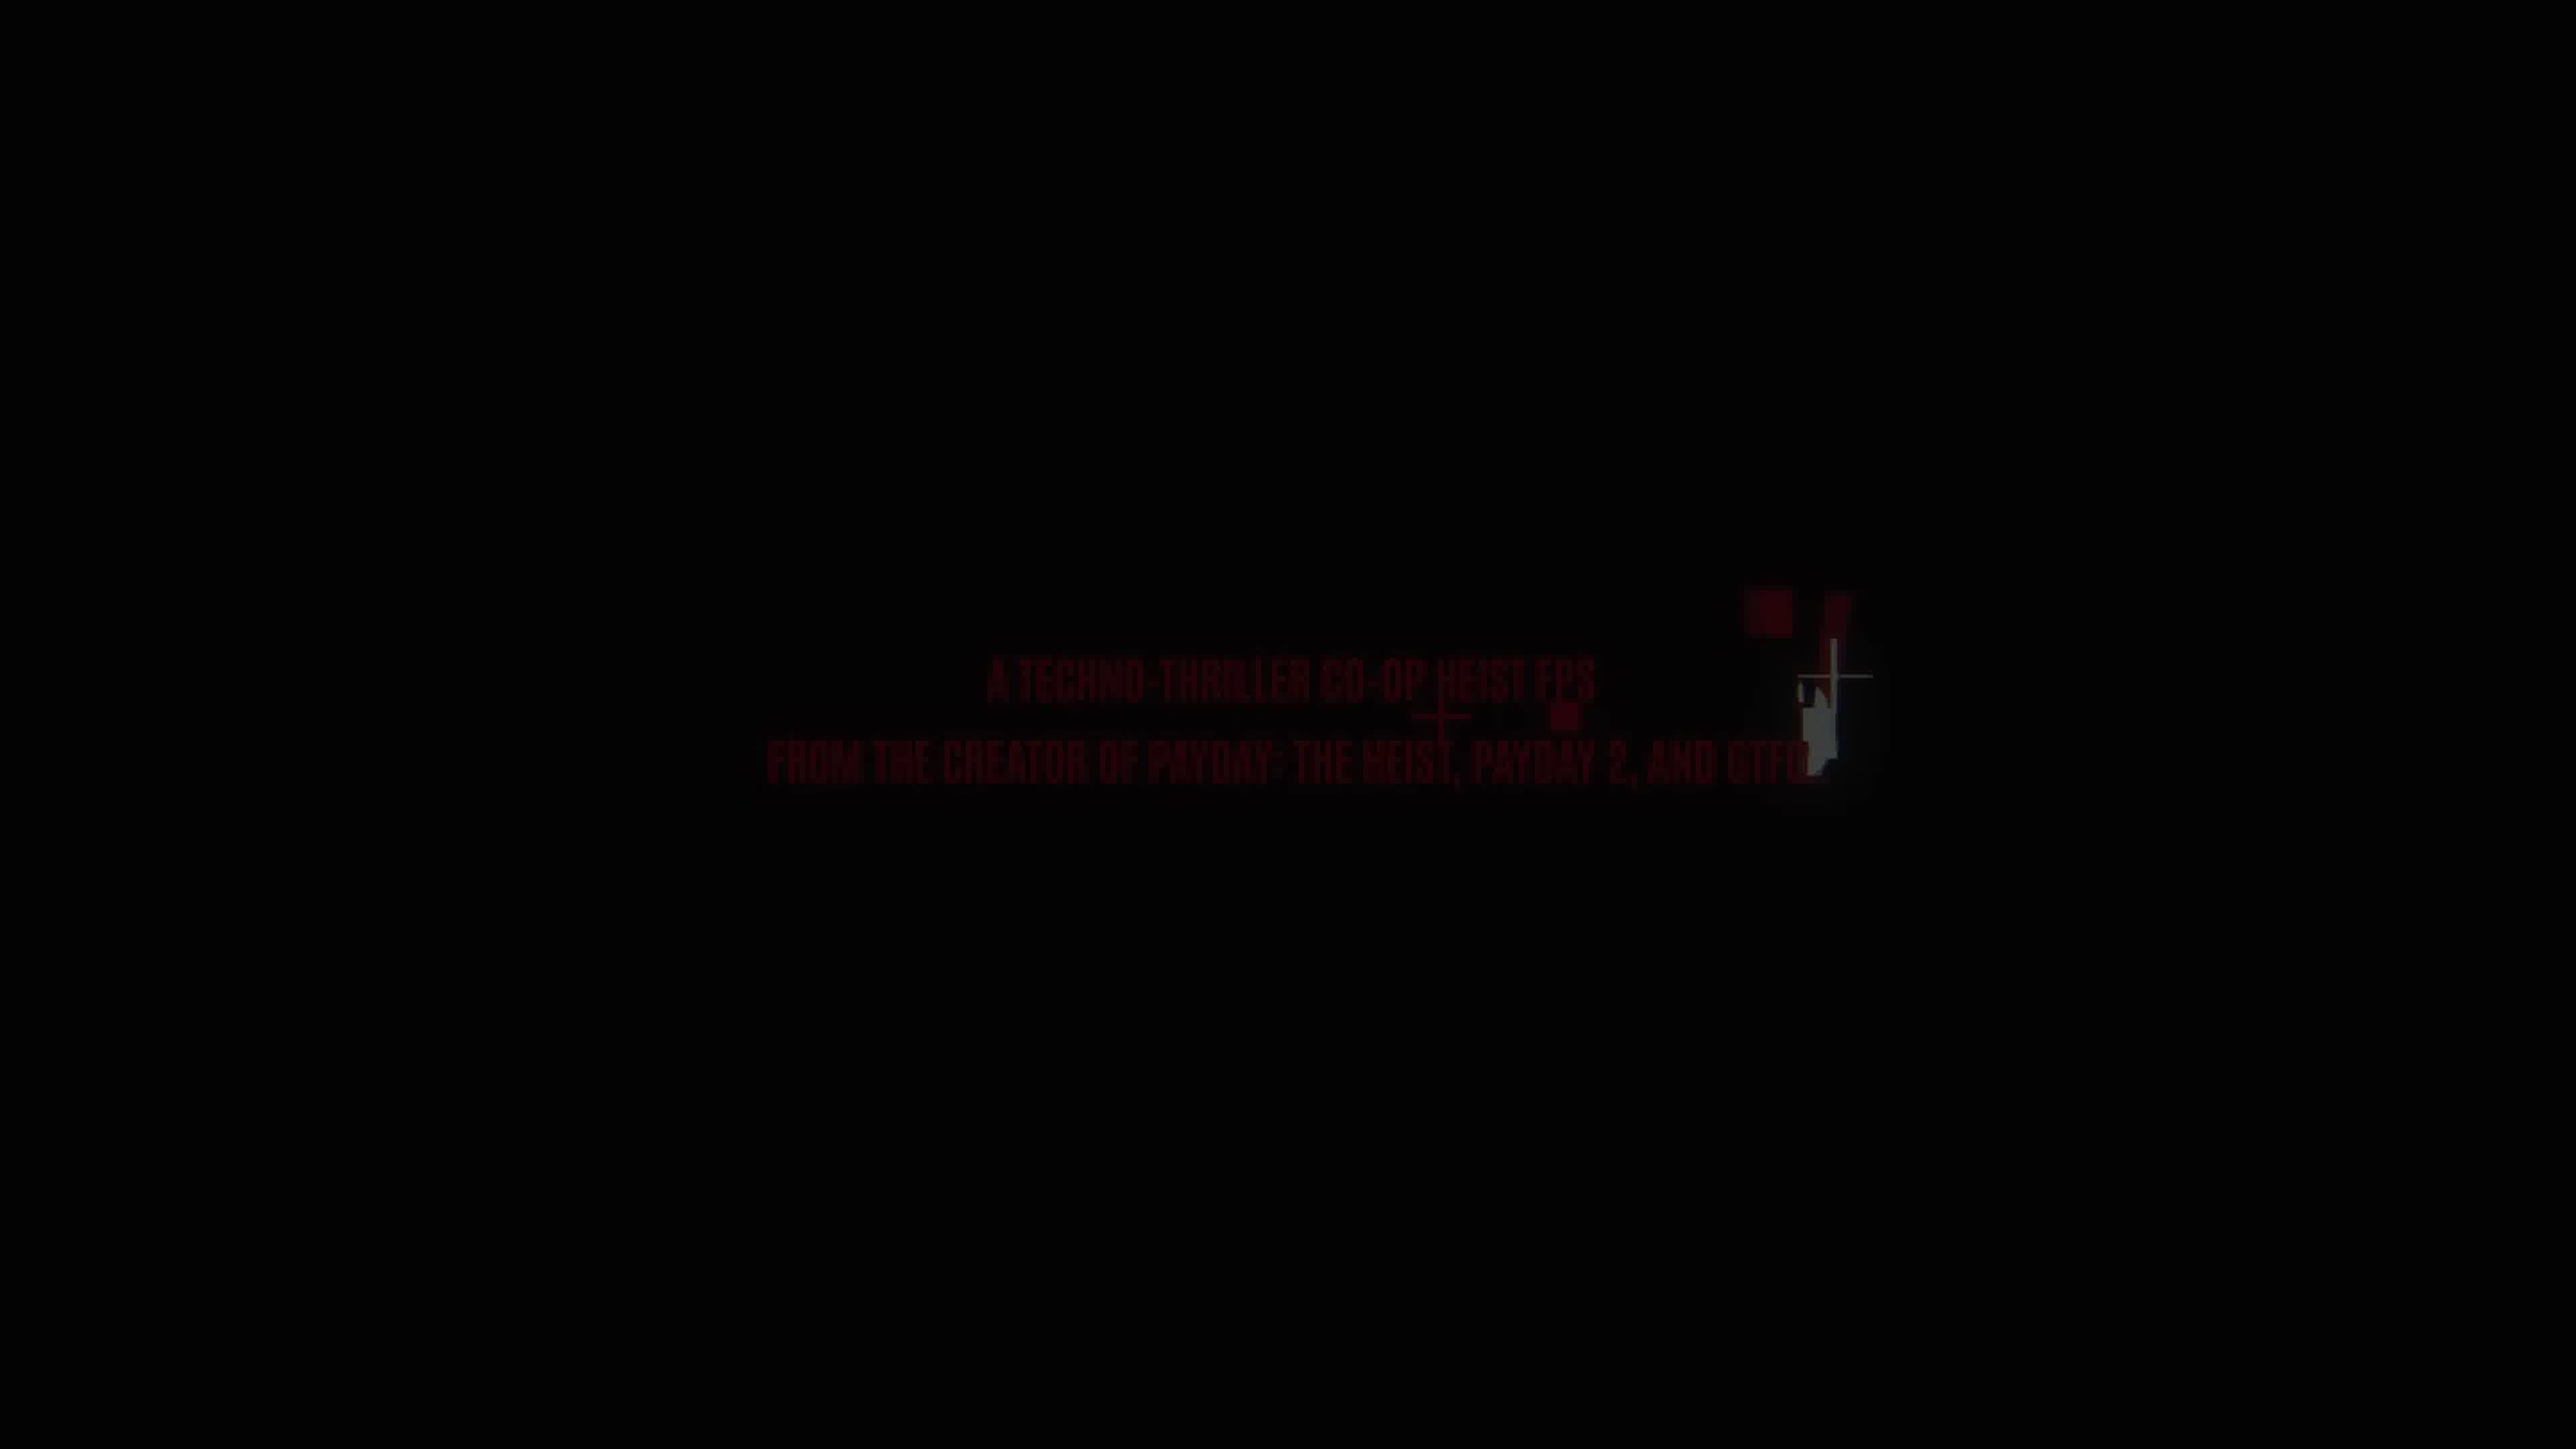 A TECHNO-THRILLER CO-OP HEIST FPS
FROM THE CREATOR OF PAYDAY: THE HEIST, PAYDAY 2, AND GTFO